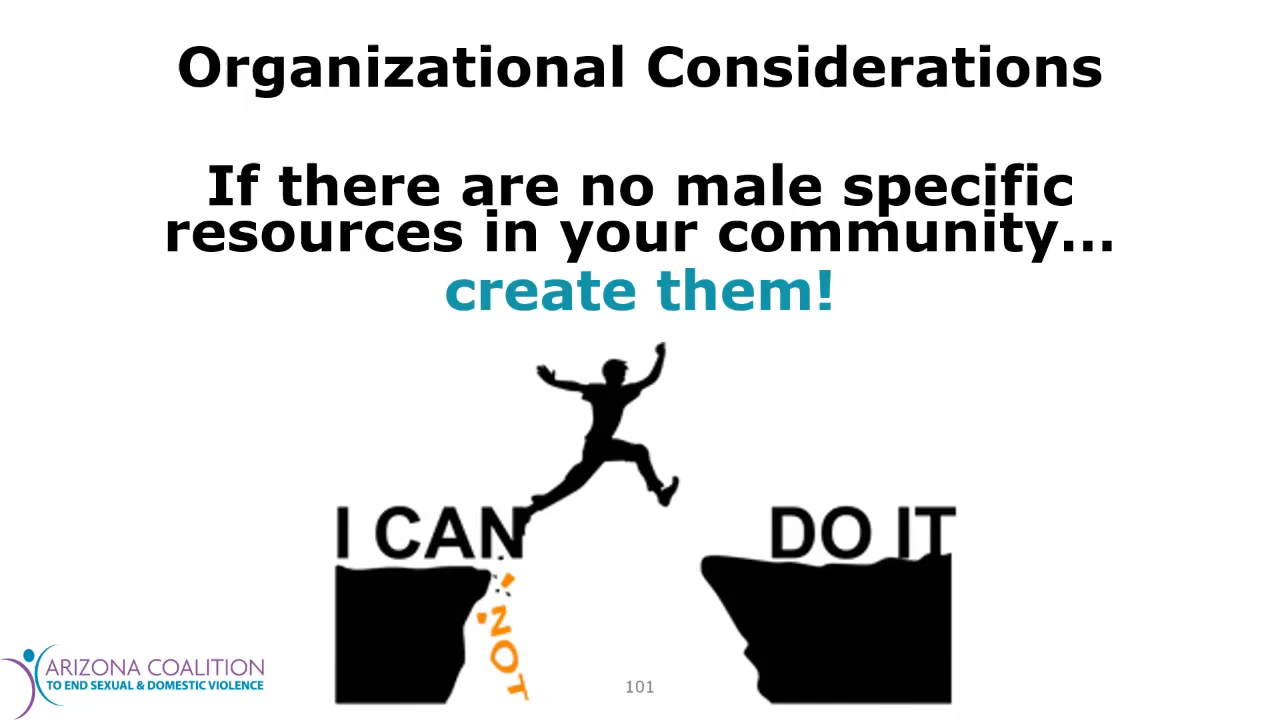 Organizational Considerations
If there are no male specific
resources in your community...
create them!
I CAN DO IT
NOT
ARIZONA COALITION
TO END SEXUAL & DOMESTIC VIOLENCE
101